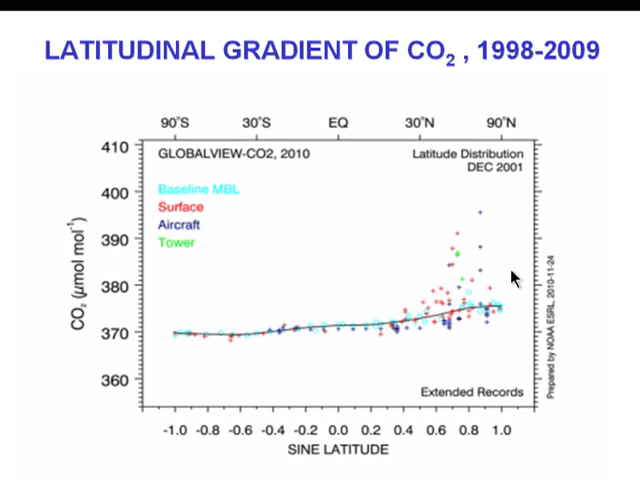 LATITUDINAL GRADIENT OF CO2 , 1998-2009
90°S 30°S EQ 30°N 90°N
GLOBALVIEW-CO2, 2010
Latitude Distribution
DEC 2001
Baseline MBL
Surface
Aircraft
Tower
410
400
390
380
370
360
CO2 (μmol mol-1)
Prepared by NOAA ESRL, 2010-11-24
Extended Records
-1.0 -0.8 -0.6 -0.4 -0.2 0.0 0.2 0.4 0.6 0.8 1.0
SINE LATITUDE